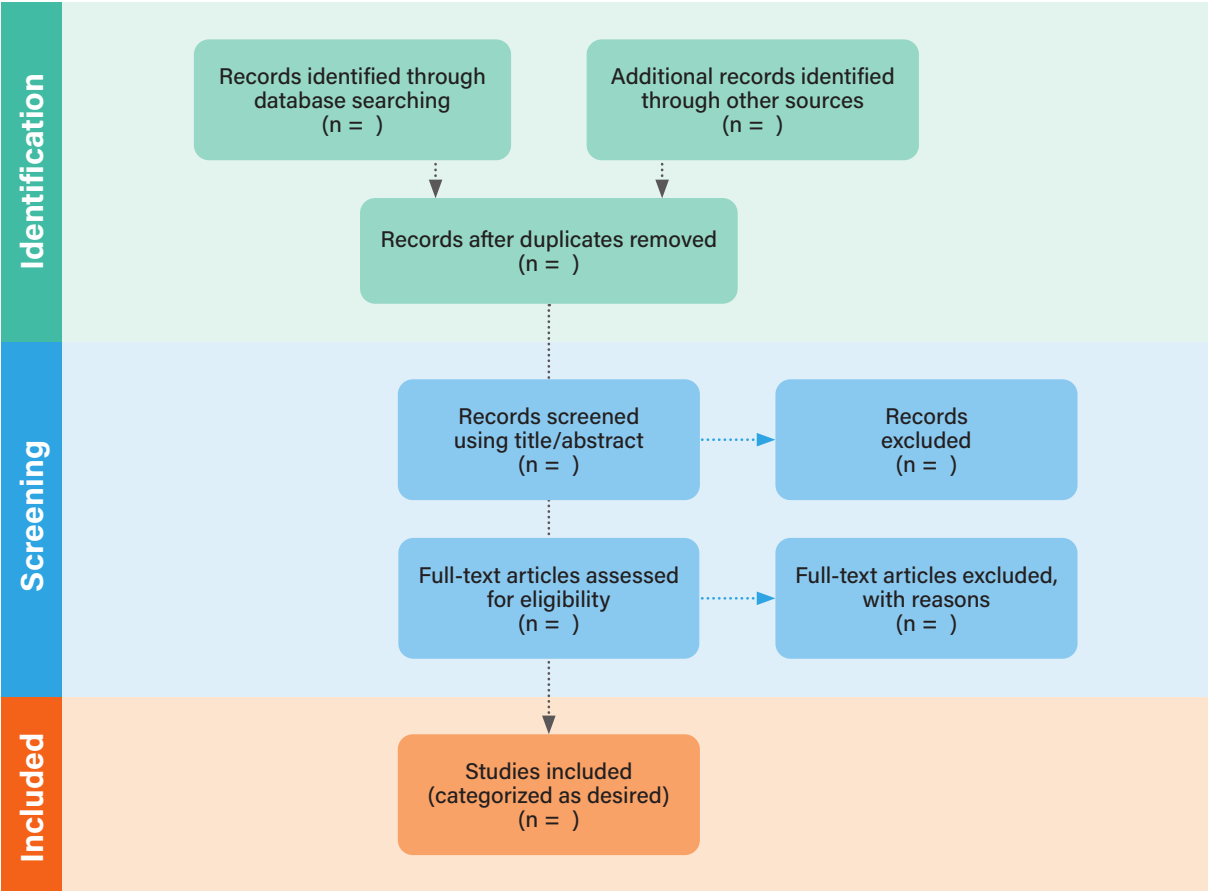 Identification
Records identified through
database searching
(n =  )
Additional records identified
through other sources
(n =  )
Records after duplicates removed
(n =  )
Screening
Records screened
using title/abstract
(n =  )
Records
excluded
(n =  )
Full-text articles assessed
for eligibility
(n =  )
Full-text articles excluded,
with reasons
(n =  )
Included
Studies included
(categorized as desired)
(n =  )